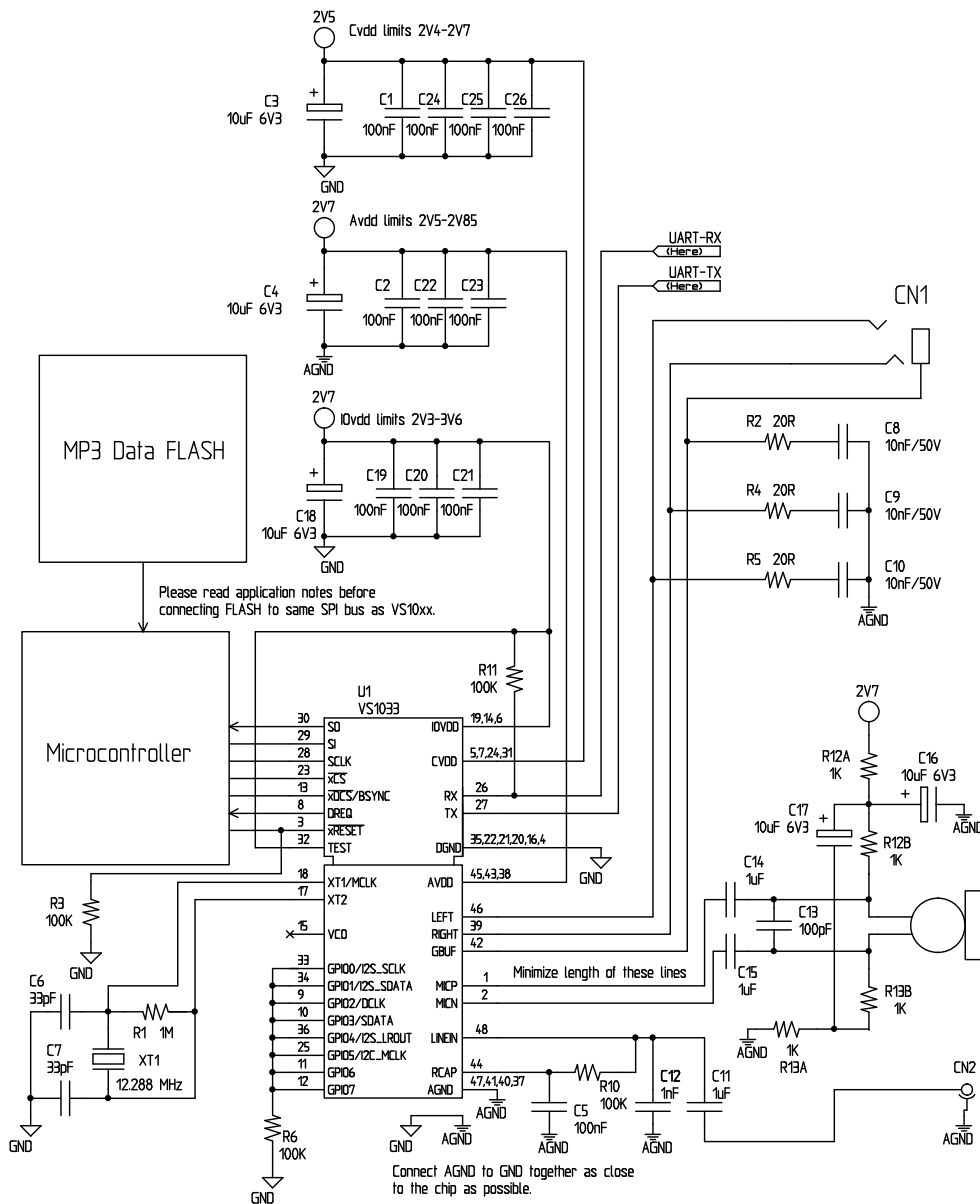 2V5
Cvdd limits 2V4-2V7
C3
10uF 6V3
C1
100nF
C24
100nF
C25
100nF
C26
100nF
GND
2V7
Avdd limits 2V5-2V85
C4
10uF 6V3
C2
100nF
C22
100nF
C23
100nF
AGND
UART-RX
(Here)
UART-TX
(Here)
CN1
2V7
IOvdd limits 2V3-3V6
C18
10uF 6V3
C19
100nF
C20
100nF
C21
100nF
GND
R2 20R
C8
10nF/50V
R4 20R
C9
10nF/50V
R5 20R
C10
10nF/50V
AGND
MP3 Data FLASH
Please read application notes before
connecting FLASH to same SPI bus as VS10xx.
Microcontroller
R11
100K
U1
VS1033
30 SO
29 SI
28 SCLK
23 xCS
13 xDCS/BSYNC
8 DREQ
3 xRESET
32 TEST
18 XT1/MCLK
17 XT2
15 VCO
33 GPIO0/I2S_SCLK
34 GPIO1/I2S_SDATA
9 GPIO2/DCLK
10 GPIO3/SDATA
36 GPIO4/I2S_LROUT
25 GPIO5/I2C_MCLK
11 GPIO6
12 GPIO7
IOVDD 19,14,6
CVDD 5,7,24,31
RX 26
TX 27
DGND 35,22,21,20,16,4
GND
AVDD 45,43,38
LEFT 46
RIGHT 39
GBUF 42
MICP 1
MICN 2
LINEIN 48
RCAP 44
AGND 47,41,40,37
AGND
Minimize length of these lines
R3
100K
GND
C6
33pF
R1 1M
C7
33pF
XT1
12.288 MHz
GND
R6
100K
GND
GND
AGND
Connect AGND to GND together as close
to the chip as possible.
C5
100nF
AGND
R10
100K
C12
1nF
AGND
C11
1uF
2V7
R12A
1K
C16
10uF 6V3
AGND
C17
10uF 6V3
R12B
1K
C14
1uF
C13
100pF
C15
1uF
R13B
1K
AGND
1K
R13A
CN2
AGND